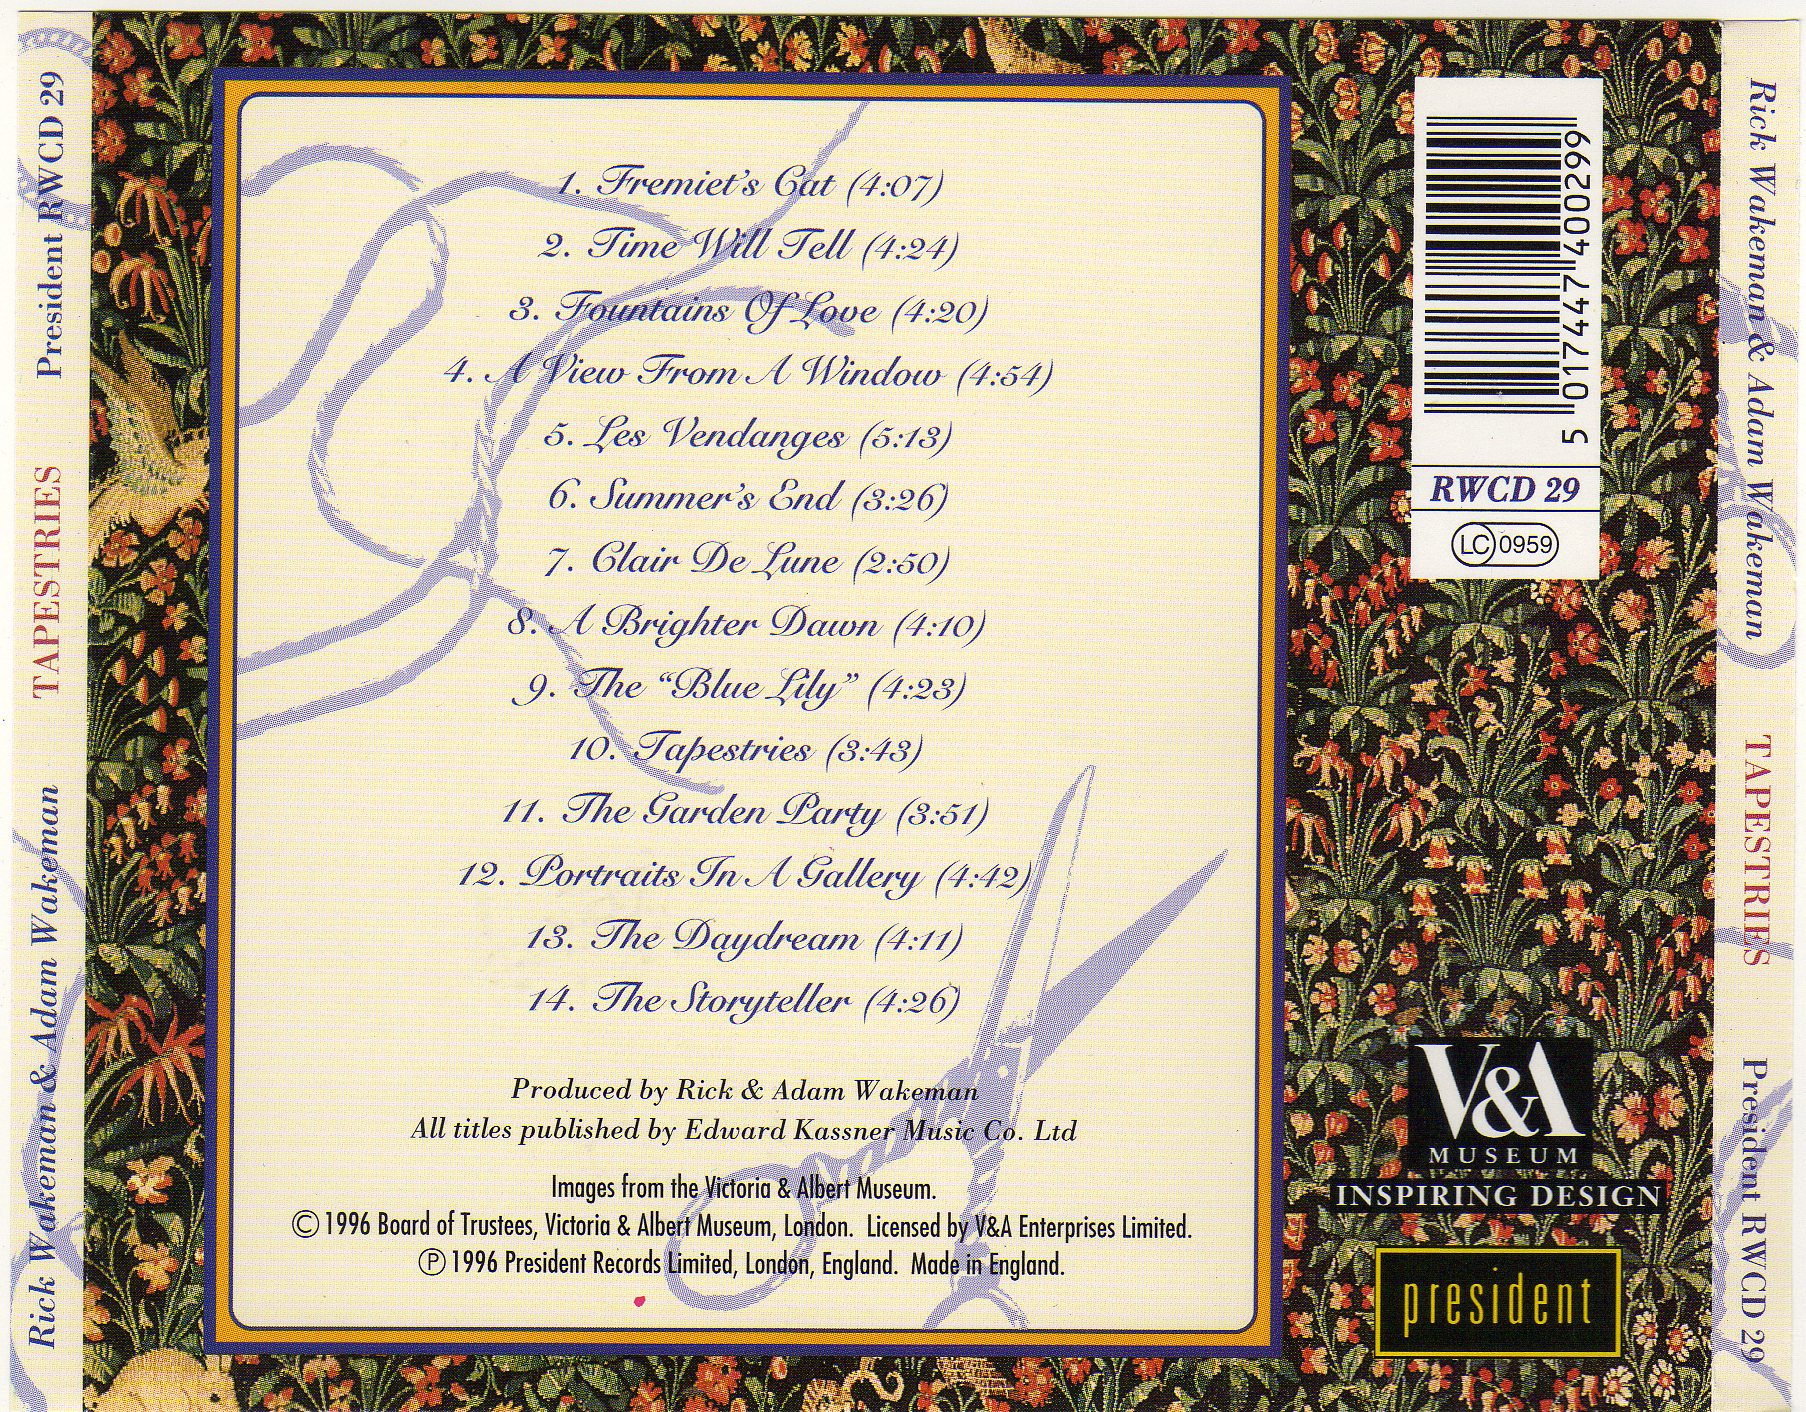 Rick Wakeman & Adam Wakeman TAPESTRIES President RWCD 29
1. Fremiet's Cat (4:07)
2. Time Will Tell (4:24)
3. Fountains Of Love (4:20)
4. A View From A Window (4:54)
5. Les Vendanges (5:13)
6. Summer's End (3:26)
7. Clair De Lune (2:50)
8. A Brighter Dawn (4:10)
9. The "Blue Lily" (4:23)
10. Tapestries (3:43)
11. The Garden Party (3:51)
12. Portraits In A Gallery (4:42)
13. The Daydream (4:11)
14. The Storyteller (4:26)
Produced by Rick & Adam Wakeman
All titles published by Edward Kassner Music Co. Ltd
Images from the Victoria & Albert Museum.
© 1996 Board of Trustees, Victoria & Albert Museum, London. Licensed by V&A Enterprises Limited.
℗ 1996 President Records Limited, London, England. Made in England.
5 017447 400299
RWCD 29
LC 0959
V&A
MUSEUM
INSPIRING DESIGN
president
Rick Wakeman & Adam Wakeman TAPESTRIES President RWCD 29